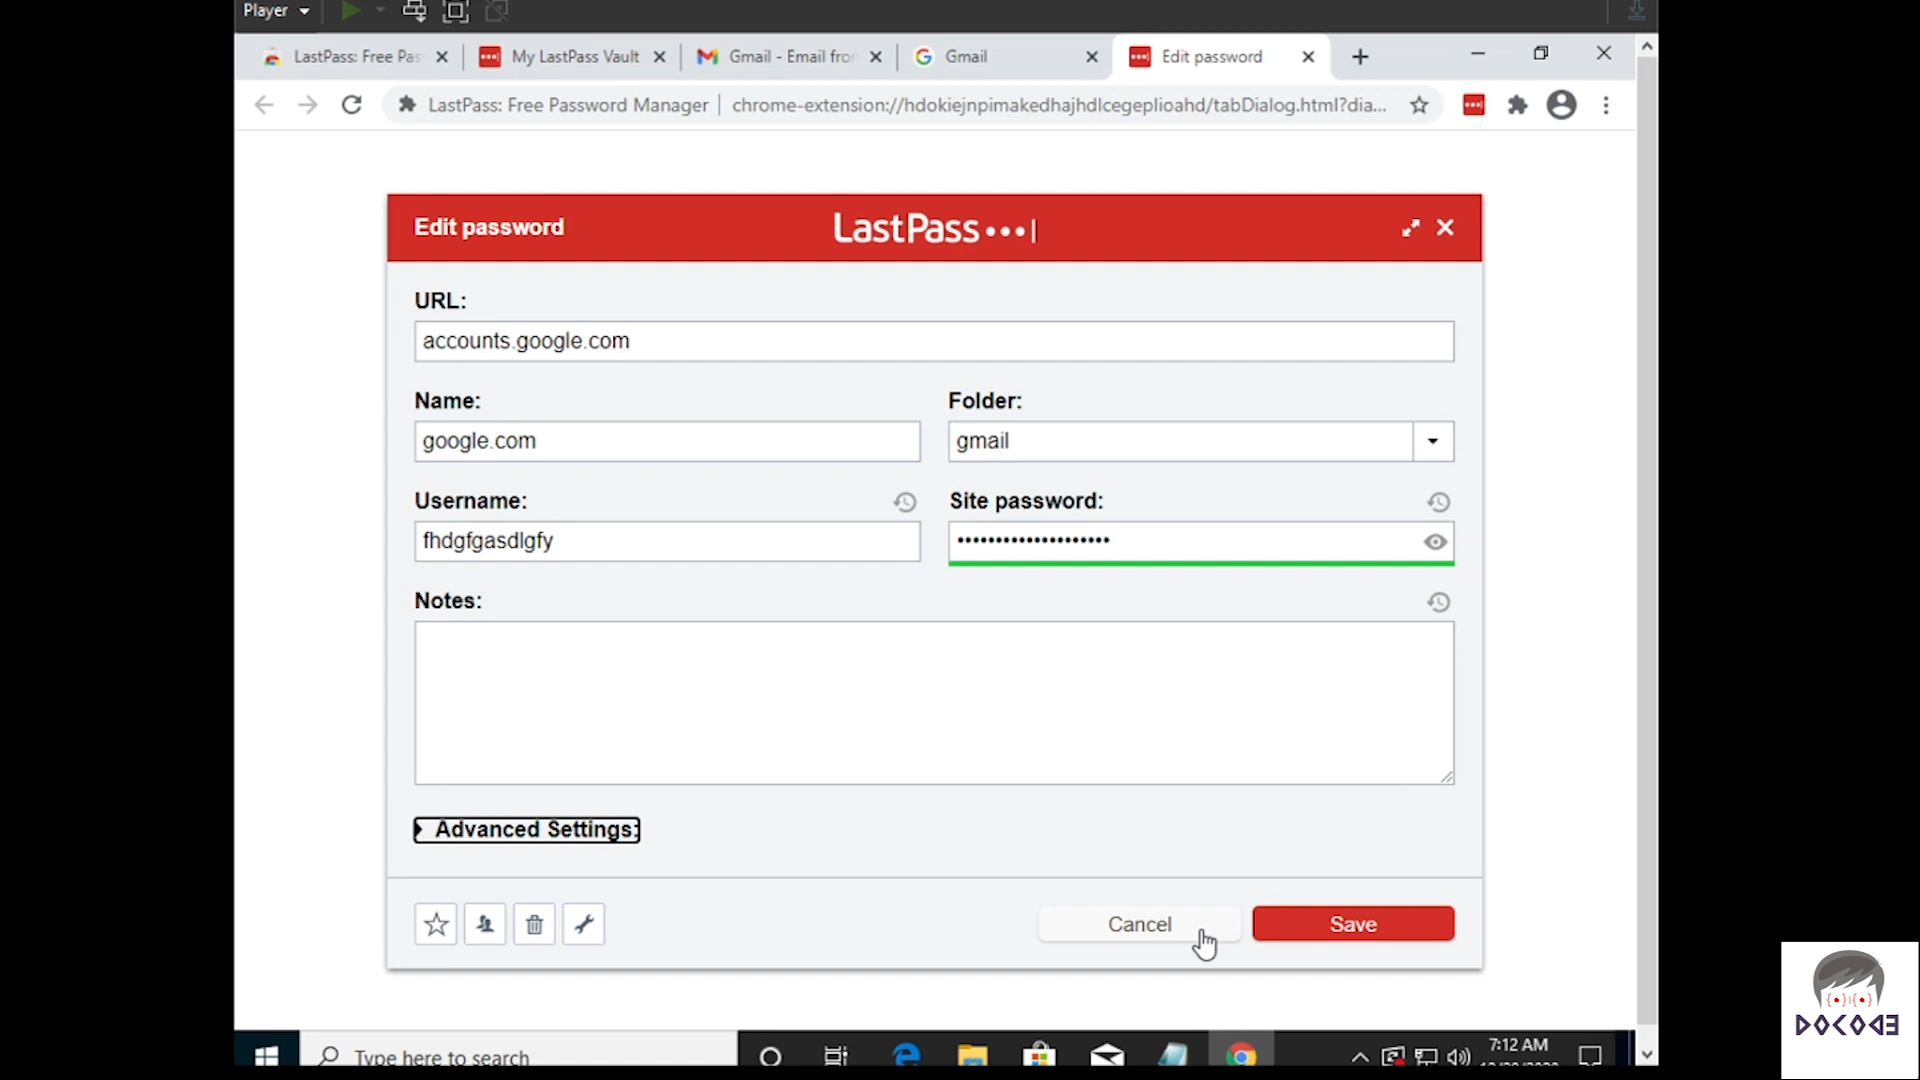 Player
LastPass: Free Pas
My LastPass Vault
Gmail - Email from
Gmail
Edit password
LastPass: Free Password Manager
chrome-extension://hdokiejnpimakedhajhdlcegeplioahd/tabDialog.html?dia...
Edit password
LastPass•••|
URL:
accounts.google.com
Name:
Folder:
google.com
gmail
Username:
Site password:
fhdgfgasdlgfy
••••••••••••••••••••
Notes:
Advanced Settings:
Cancel
Save
Type here to search
7:12 AM